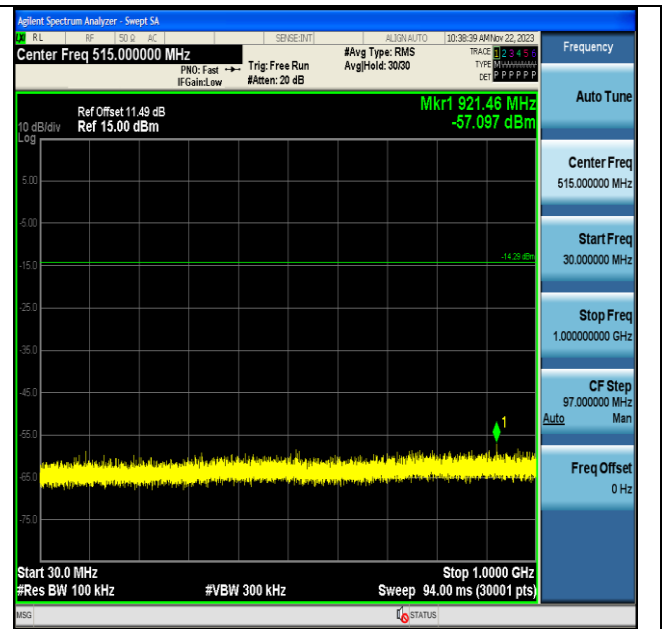 Agilent Spectrum Analyzer - Swept SA
RL RF 50 Ω AC SENSE:INT ALIGN AUTO 10:38:39 AM Nov 22, 2023
Center Freq 515.000000 MHz
PNO: Fast
IFGain:Low
Trig: Free Run
#Atten: 20 dB
#Avg Type: RMS
Avg|Hold: 30/30
TRACE 1 2 3 4 5 6
TYPE
DET P P P P P P
Mkr1 921.46 MHz
-57.097 dBm
Ref Offset 11.49 dB
10 dB/div Ref 15.00 dBm
Log
5.00
-5.00
-14.29 dBm
-15.0
-25.0
-35.0
-45.0
1
-55.0
-65.0
-75.0
Start 30.0 MHz Stop 1.0000 GHz
#Res BW 100 kHz #VBW 300 kHz Sweep 94.00 ms (30001 pts)
MSG STATUS
Frequency
Auto Tune
Center Freq
515.000000 MHz
Start Freq
30.000000 MHz
Stop Freq
1.000000000 GHz
CF Step
97.000000 MHz
Auto Man
Freq Offset
0 Hz